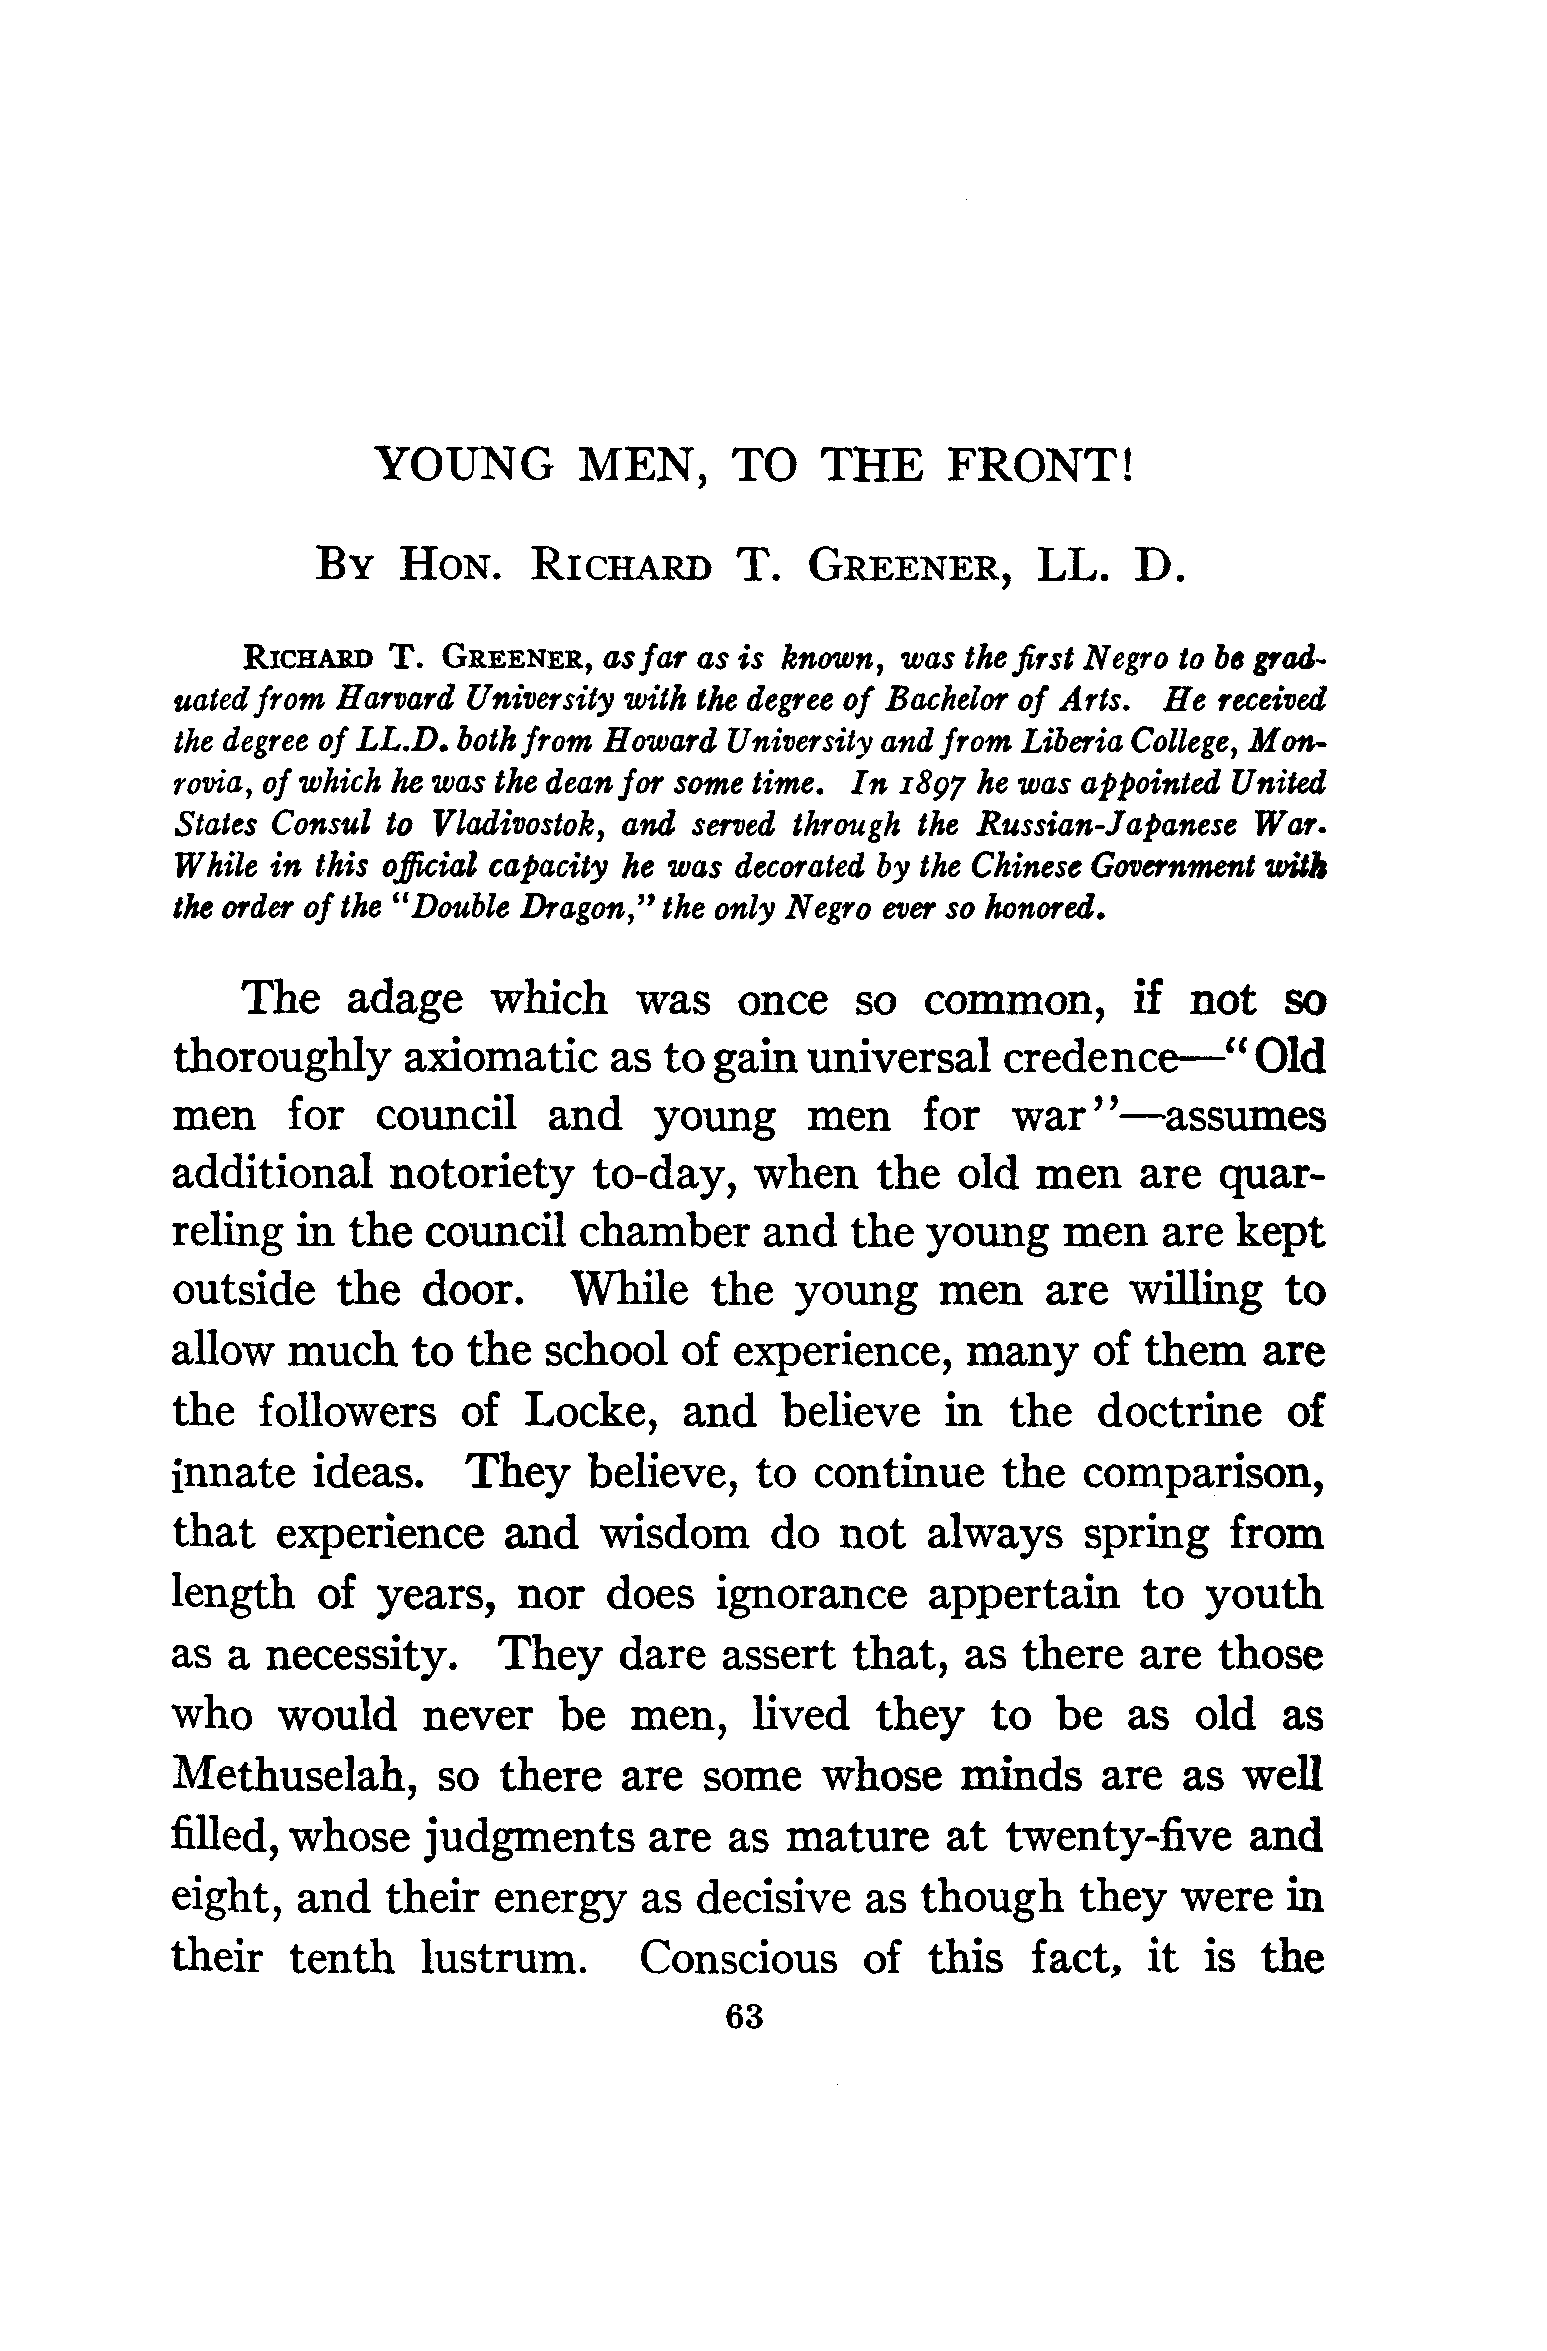 YOUNG MEN, TO THE FRONT!
By Hon. Richard T. Greener, LL. D.
Richard T. Greener, as far as is known, was the first Negro to be grad-
uated from Harvard University with the degree of Bachelor of Arts. He received
the degree of LL.D. both from Howard University and from Liberia College, Mon-
rovia, of which he was the dean for some time. In 1897 he was appointed United
States Consul to Vladivostok, and served through the Russian-Japanese War.
While in this official capacity he was decorated by the Chinese Government with
the order of the “Double Dragon,” the only Negro ever so honored.
The adage which was once so common, if not so
thoroughly axiomatic as to gain universal credence—“Old
men for council and young men for war”—assumes
additional notoriety to-day, when the old men are quar-
reling in the council chamber and the young men are kept
outside the door. While the young men are willing to
allow much to the school of experience, many of them are
the followers of Locke, and believe in the doctrine of
innate ideas. They believe, to continue the comparison,
that experience and wisdom do not always spring from
length of years, nor does ignorance appertain to youth
as a necessity. They dare assert that, as there are those
who would never be men, lived they to be as old as
Methuselah, so there are some whose minds are as well
filled, whose judgments are as mature at twenty-five and
eight, and their energy as decisive as though they were in
their tenth lustrum. Conscious of this fact, it is the
63